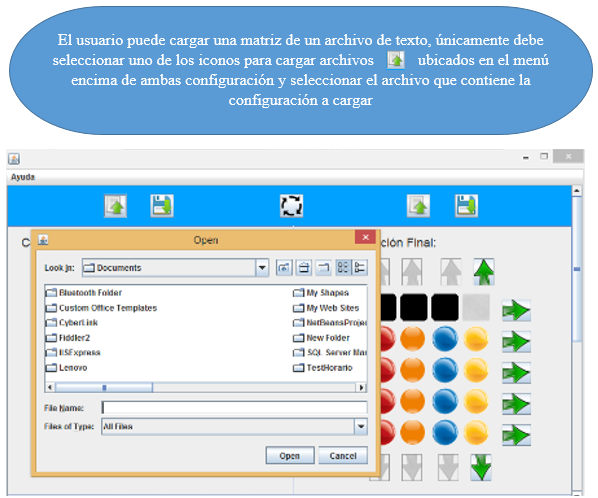 El usuario puede cargar una matriz de un archivo de texto, únicamente debe
seleccionar uno de los iconos para cargar archivos ubicados en el menú
encima de ambas configuración y seleccionar el archivo que contiene la
configuración a cargar
Ayuda
C
ción Final:
Open
Look In: Documents
Bluetooth Folder
Custom Office Templates
CyberLink
Fiddler2
IISExpress
Lenovo
My Shapes
My Web Sites
NetBeansProje
New Folder
SQL Server Ma
TestHorario
File Name:
Files of Type: All Files
Open Cancel